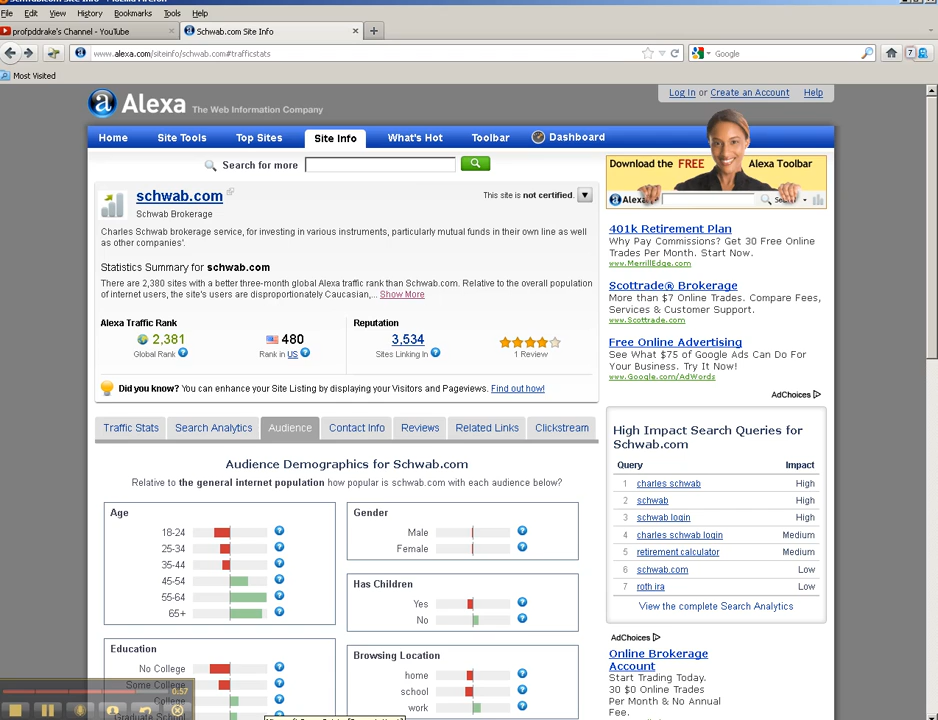 File Edit View History Bookmarks Tools Help
profpddrake's Channel - YouTube
Schwab.com Site Info
www.alexa.com/siteinfo/schwab.com#trafficstats
Google
7
Most Visited
Log In or Create an Account Help
Alexa The Web Information Company
Home Site Tools Top Sites Site Info What's Hot Toolbar Dashboard
Search for more
Download the FREE Alexa Toolbar
Alexa
schwab.com
Schwab Brokerage
This site is not certified.
Charles Schwab brokerage service, for investing in various instruments, particularly mutual funds in their own line as well
as other companies'.
Statistics Summary for schwab.com
There are 2,380 sites with a better three-month global Alexa traffic rank than Schwab.com. Relative to the overall population
of internet users, the site's users are disproportionately Caucasian,... Show More
Alexa Traffic Rank
2,381
Global Rank ?
480
Rank in US ?
Reputation
3,534
Sites Linking In ?
1 Review
Did you know? You can enhance your Site Listing by displaying your Visitors and Pageviews. Find out how!
Traffic Stats Search Analytics Audience Contact Info Reviews Related Links Clickstream
Audience Demographics for Schwab.com
Relative to the general internet population how popular is schwab.com with each audience below?
Age
18-24 ?
25-34 ?
35-44 ?
45-54 ?
55-64 ?
65+ ?
Education
No College ?
Some College ?
College ?
Graduate School
Gender
Male ?
Female ?
Has Children
Yes ?
No ?
Browsing Location
home ?
school ?
work ?
401k Retirement Plan
Why Pay Commissions? Get 30 Free Online
Trades Per Month. Start Now.
www.MerrillEdge.com
Scottrade® Brokerage
More than $7 Online Trades. Compare Fees,
Services & Customer Support.
www.Scottrade.com
Free Online Advertising
See What $75 of Google Ads Can Do For
Your Business. Try It Now!
www.Google.com/AdWords
AdChoices
High Impact Search Queries for
Schwab.com
Query Impact
1 charles schwab High
2 schwab High
3 schwab login High
4 charles schwab login Medium
5 retirement calculator Medium
6 schwab.com Low
7 roth ira Low
View the complete Search Analytics
AdChoices
Online Brokerage
Account
Start Trading Today.
30 $0 Online Trades
Per Month & No Annual
Fee.
0:57